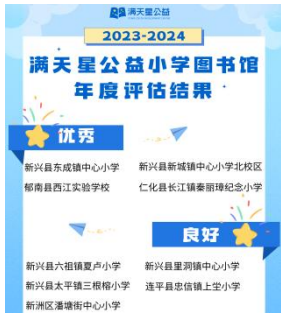 满天星公益
2023-2024
满天星公益小学图书馆
年度评估结果
优秀
新兴县东成镇中心小学 新兴县新城镇中心小学北校区
郁南县西江实验学校 仁化县长江镇秦丽璋纪念小学
良好
新兴县六祖镇夏卢小学 新兴县里洞镇中心小学
新兴县太平镇三根榕小学 连平县忠信镇上坣小学
新洲区潘塘街中心小学